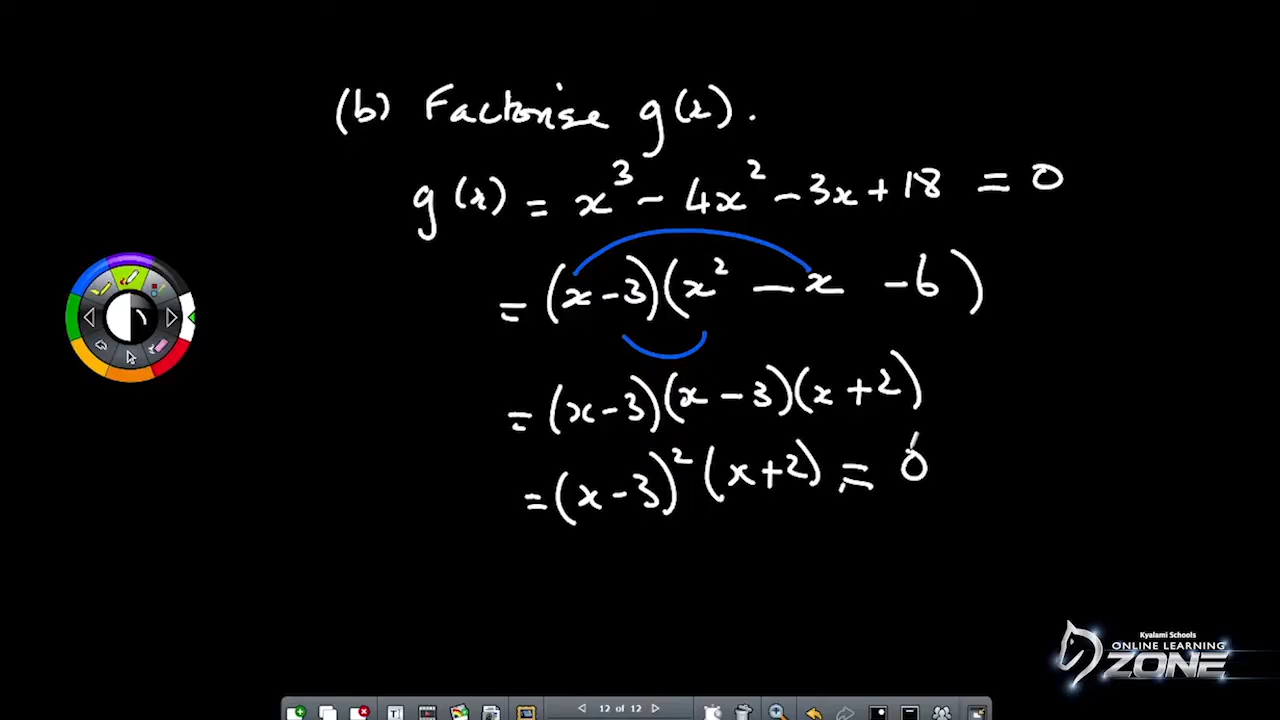 (b) Factorise g(x).
g(x) = x³ - 4x² - 3x + 18 = 0
= (x-3)(x² - x - 6)
= (x-3)(x-3)(x+2)
= (x-3)²(x+2) = 0
Kyalami Schools
ONLINE LEARNING
ZONE
12 of 12